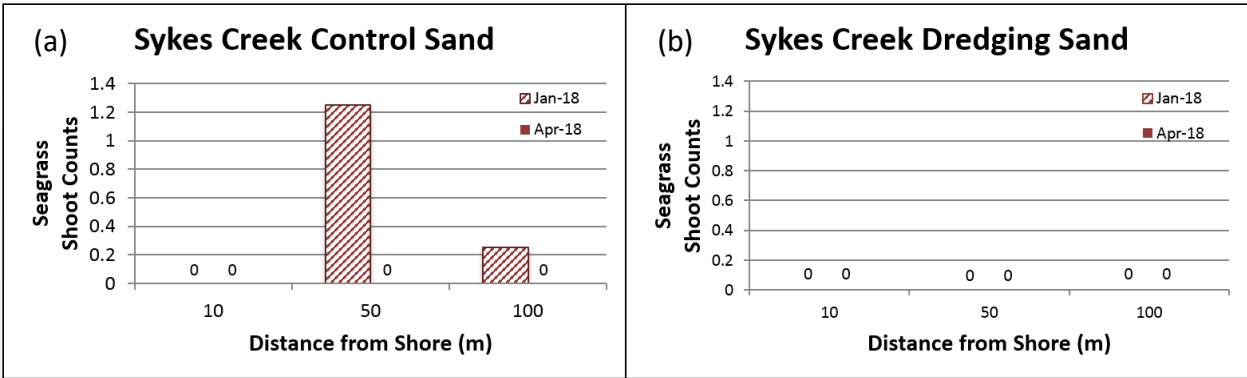 (a) Sykes Creek Control Sand
1.4
1.2
1
0.8
0.6
0.4
0.2
0
Seagrass
Shoot Counts
Jan-18
Apr-18
0 0 0 0
10 50 100
Distance from Shore (m)
(b) Sykes Creek Dredging Sand
1.4
1.2
1
0.8
0.6
0.4
0.2
0
Seagrass
Shoot Counts
Jan-18
Apr-18
0 0 0 0 0 0
10 50 100
Distance from Shore (m)